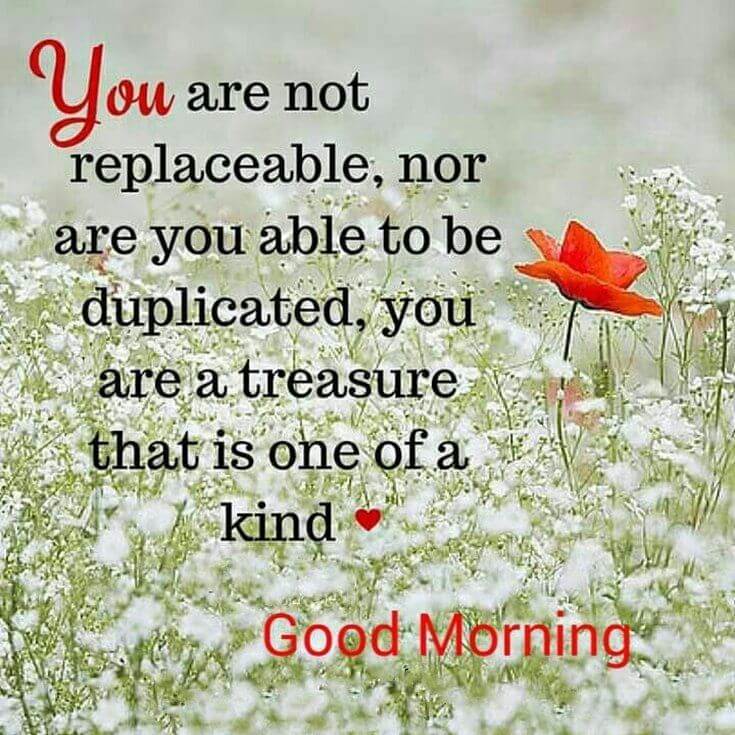 You are not
replaceable, nor
are you able to be
duplicated, you
are a treasure
that is one of a
kind ♥
Good Morning